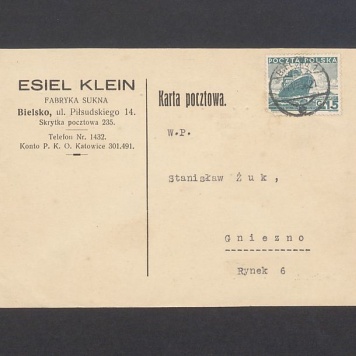 ESIEL KLEIN
FABRYKA SUKNA
Bielsko, ul. Piłsudskiego 14.
Skrytka pocztowa 235.
Telefon Nr. 1432.
Konto P. K. O. Katowice 301.491.
Karta pocztowa.
POCZTA POLSKA
15
W.P.
Stanisław Żuk,
Gniezno
Rynek 6